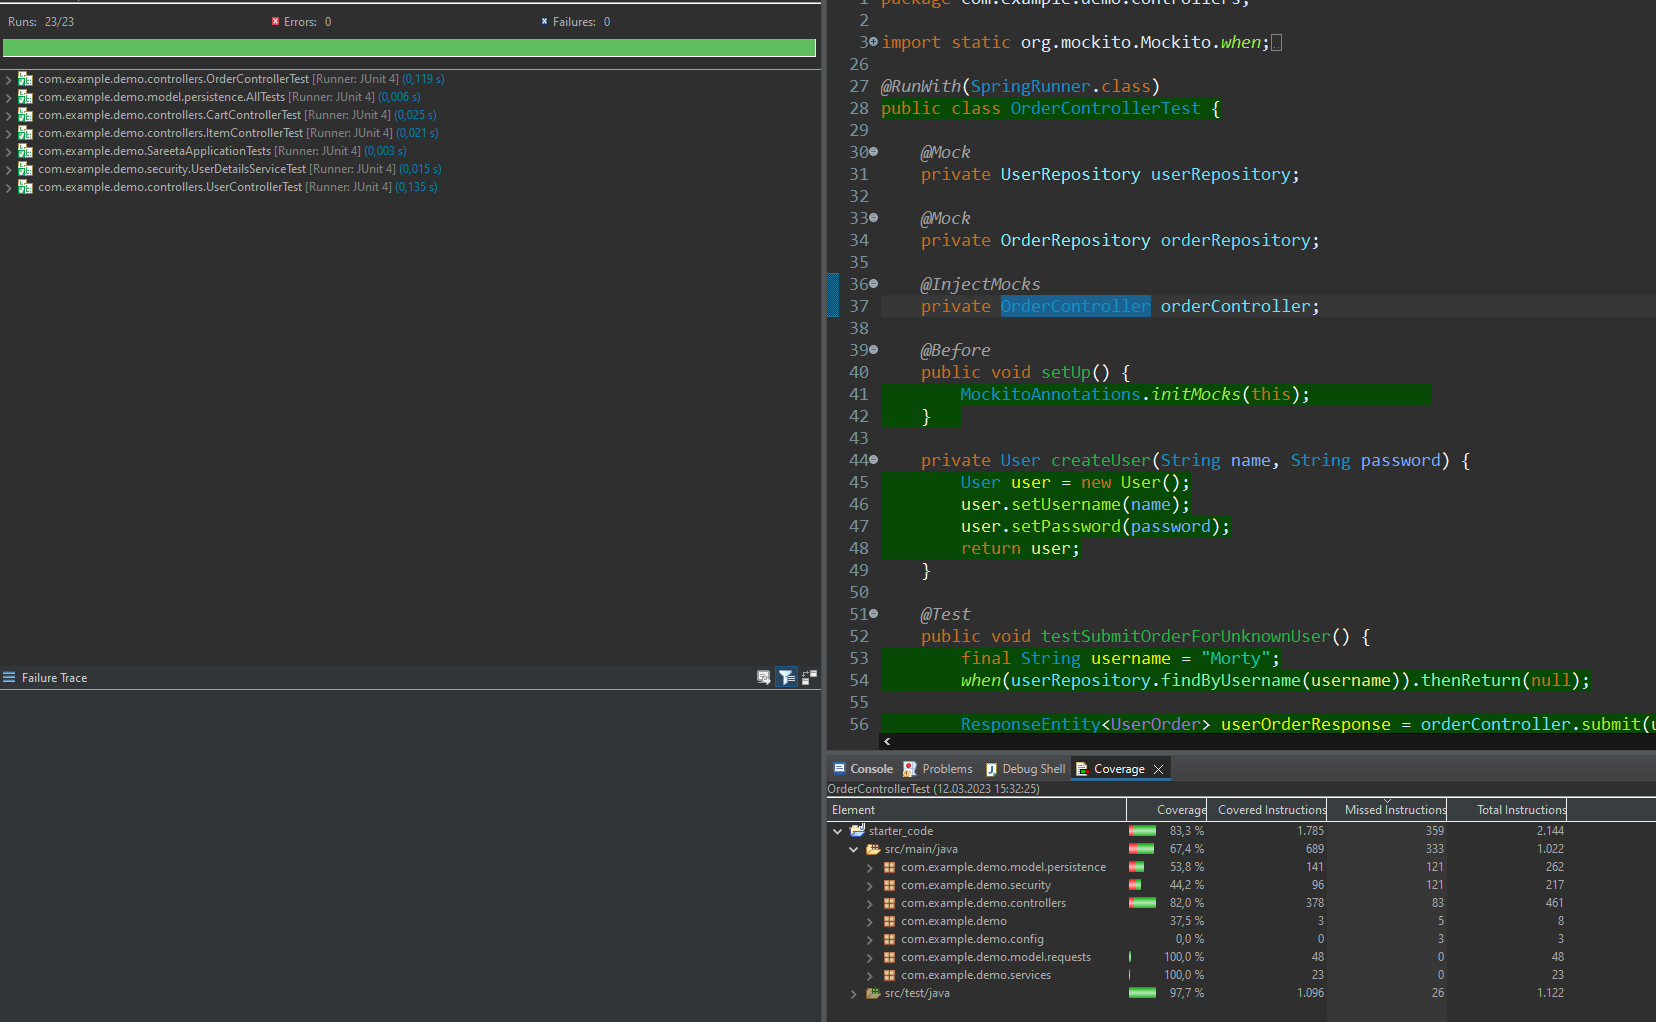 Runs: 23/23 Errors: 0 Failures: 0
com.example.demo.controllers.OrderControllerTest [Runner: JUnit 4] (0,119 s)
com.example.demo.model.persistence.AllTests [Runner: JUnit 4] (0,006 s)
com.example.demo.controllers.CartControllerTest [Runner: JUnit 4] (0,025 s)
com.example.demo.controllers.ItemControllerTest [Runner: JUnit 4] (0,021 s)
com.example.demo.SareetaApplicationTests [Runner: JUnit 4] (0,003 s)
com.example.demo.security.UserDetailsServiceTest [Runner: JUnit 4] (0,015 s)
com.example.demo.controllers.UserControllerTest [Runner: JUnit 4] (0,135 s)
Failure Trace
1 package com.example.demo.controllers;
2
3 import static org.mockito.Mockito.when;
26
27 @RunWith(SpringRunner.class)
28 public class OrderControllerTest {
29
30 @Mock
31 private UserRepository userRepository;
32
33 @Mock
34 private OrderRepository orderRepository;
35
36 @InjectMocks
37 private OrderController orderController;
38
39 @Before
40 public void setUp() {
41 MockitoAnnotations.initMocks(this);
42 }
43
44 private User createUser(String name, String password) {
45 User user = new User();
46 user.setUsername(name);
47 user.setPassword(password);
48 return user;
49 }
50
51 @Test
52 public void testSubmitOrderForUnknownUser() {
53 final String username = "Morty";
54 when(userRepository.findByUsername(username)).thenReturn(null);
55
56 ResponseEntity<UserOrder> userOrderResponse = orderController.submit(u
Console Problems Debug Shell Coverage
OrderControllerTest (12.03.2023 15:32:25)
Element Coverage Covered Instructions Missed Instructions Total Instructions
starter_code 83,3 % 1.785 359 2.144
src/main/java 67,4 % 689 333 1.022
com.example.demo.model.persistence 53,8 % 141 121 262
com.example.demo.security 44,2 % 96 121 217
com.example.demo.controllers 82,0 % 378 83 461
com.example.demo 37,5 % 3 5 8
com.example.demo.config 0,0 % 0 3 3
com.example.demo.model.requests 100,0 % 48 0 48
com.example.demo.services 100,0 % 23 0 23
src/test/java 97,7 % 1.096 26 1.122